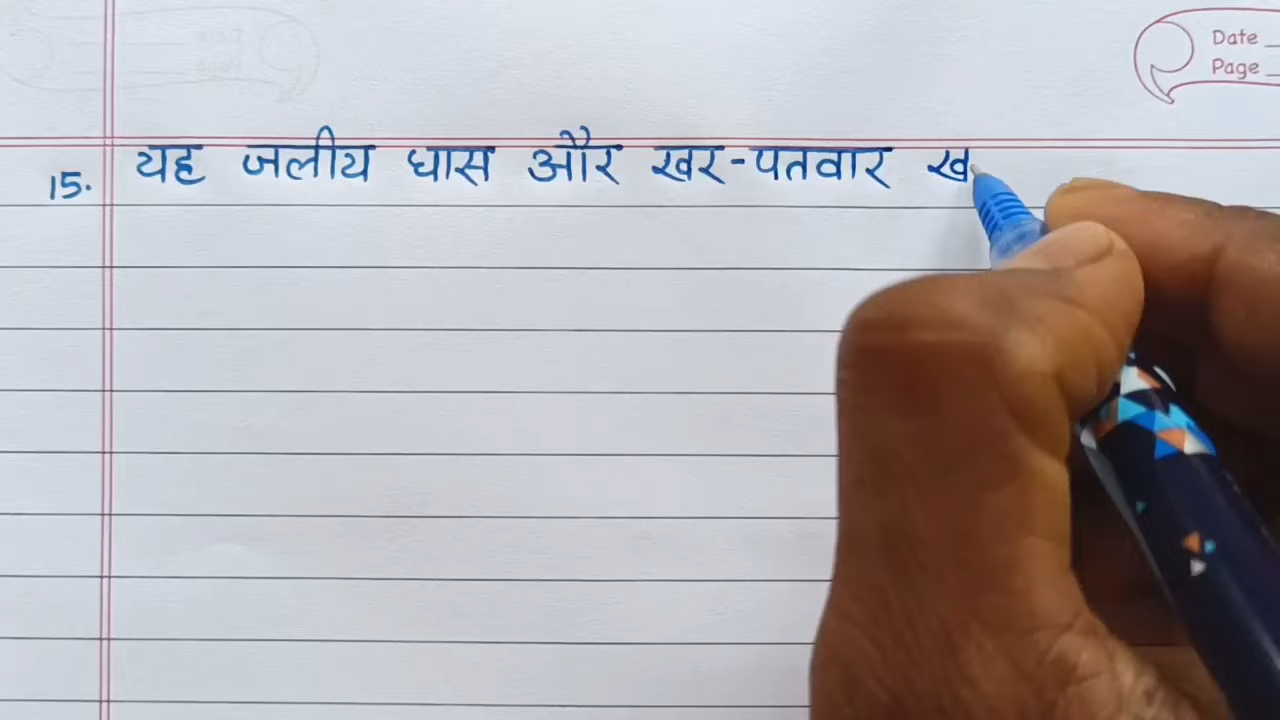 Date
Page
15. यह जलीय घास और खर-पतवार ख